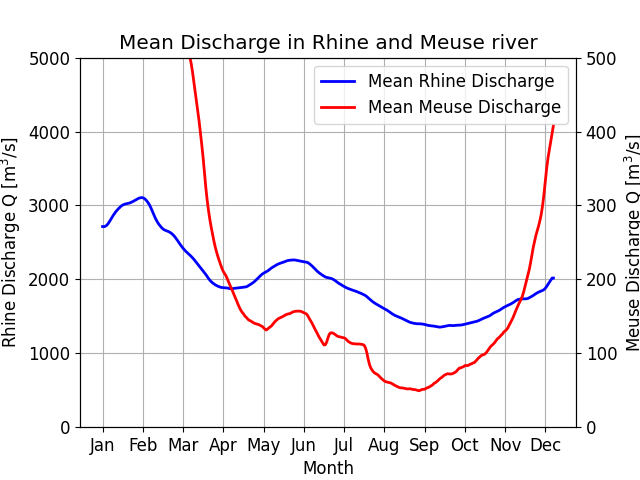 Mean Discharge in Rhine and Meuse river
Mean Rhine Discharge
Mean Meuse Discharge
Rhine Discharge Q [m³/s]
5000
4000
3000
2000
1000
0
Meuse Discharge Q [m³/s]
500
400
300
200
100
0
Jan Feb Mar Apr May Jun Jul Aug Sep Oct Nov Dec
Month